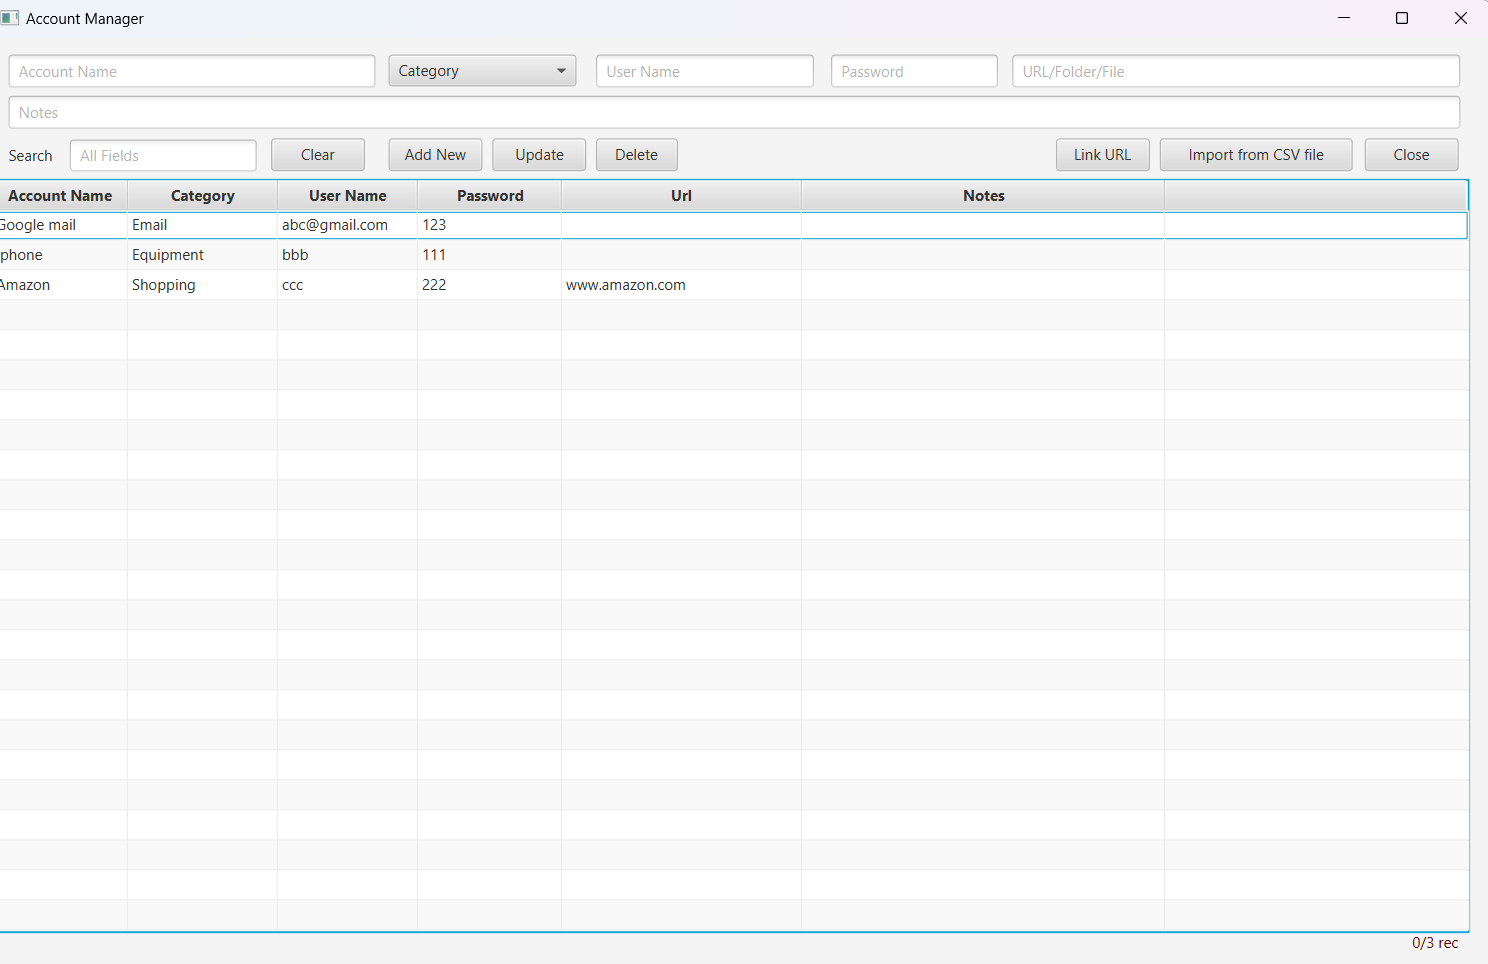 Account Manager
Account Name Category User Name Password URL/Folder/File
Notes
Search All Fields Clear Add New Update Delete Link URL Import from CSV file Close
Account Name Category User Name Password Url Notes
Google mail Email abc@gmail.com 123
phone Equipment bbb 111
Amazon Shopping ccc 222 www.amazon.com
0/3 rec